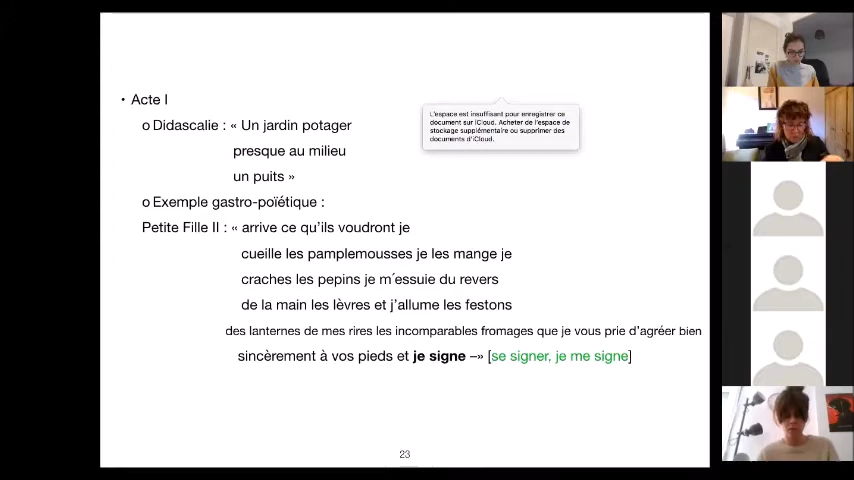 • Acte I
o Didascalie : « Un jardin potager
presque au milieu
un puits »
o Exemple gastro-poïétique :
Petite Fille II : « arrive ce qu'ils voudront je
cueille les pamplemousses je les mange je
craches les pepins je m´essuie du revers
de la main les lèvres et j'allume les festons
des lanternes de mes rires les incomparables fromages que je vous prie d'agréer bien
sincèrement à vos pieds et je signe –» [se signer, je me signe]
L'espace est insuffisant pour enregistrer ce
document sur iCloud. Acheter de l'espace de
stockage supplémentaire ou supprimer des
documents d'iCloud.
23